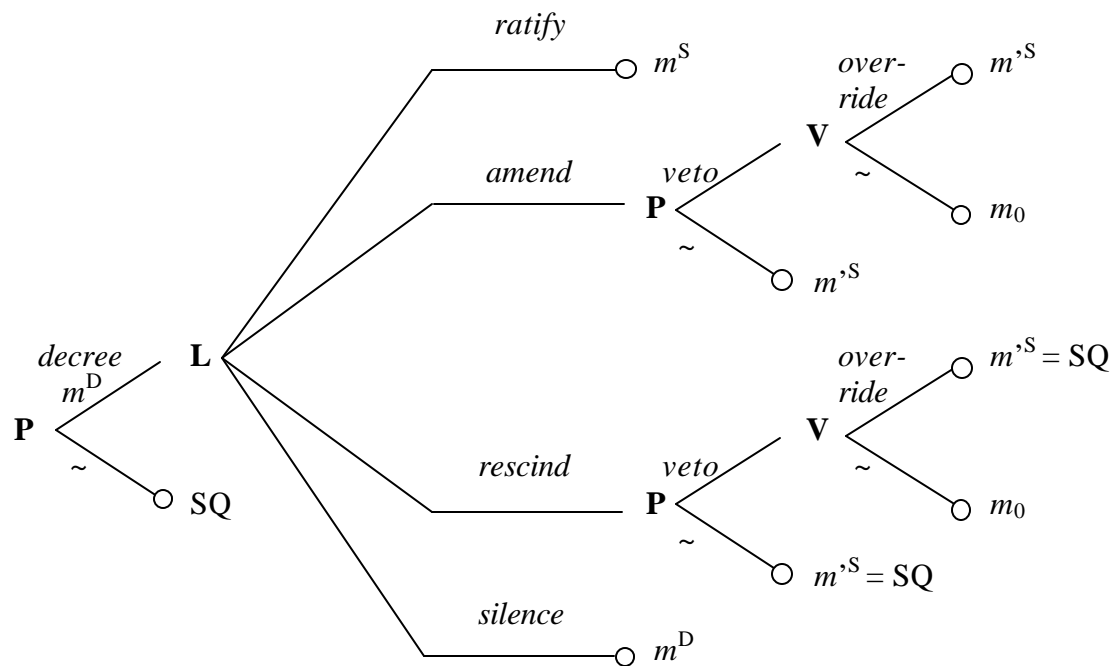 ratify
m^S
over-
ride
m’^S
V
amend
veto
P
~
~
m_0
m’^S
decree
m^D
L
P
~
SQ
over-
ride
m’^S = SQ
V
rescind
veto
P
~
~
m_0
m’^S = SQ
silence
m^D